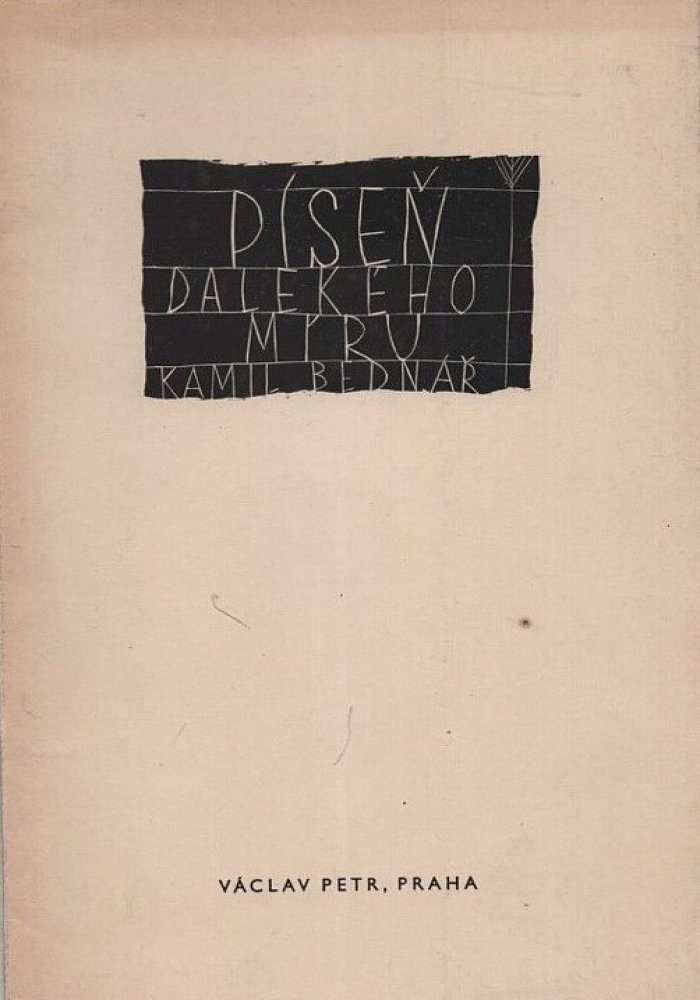 PÍSEŇ
DALEKÉHO
MÍRU
KAMIL BEDNÁŘ
VÁCLAV PETR, PRAHA